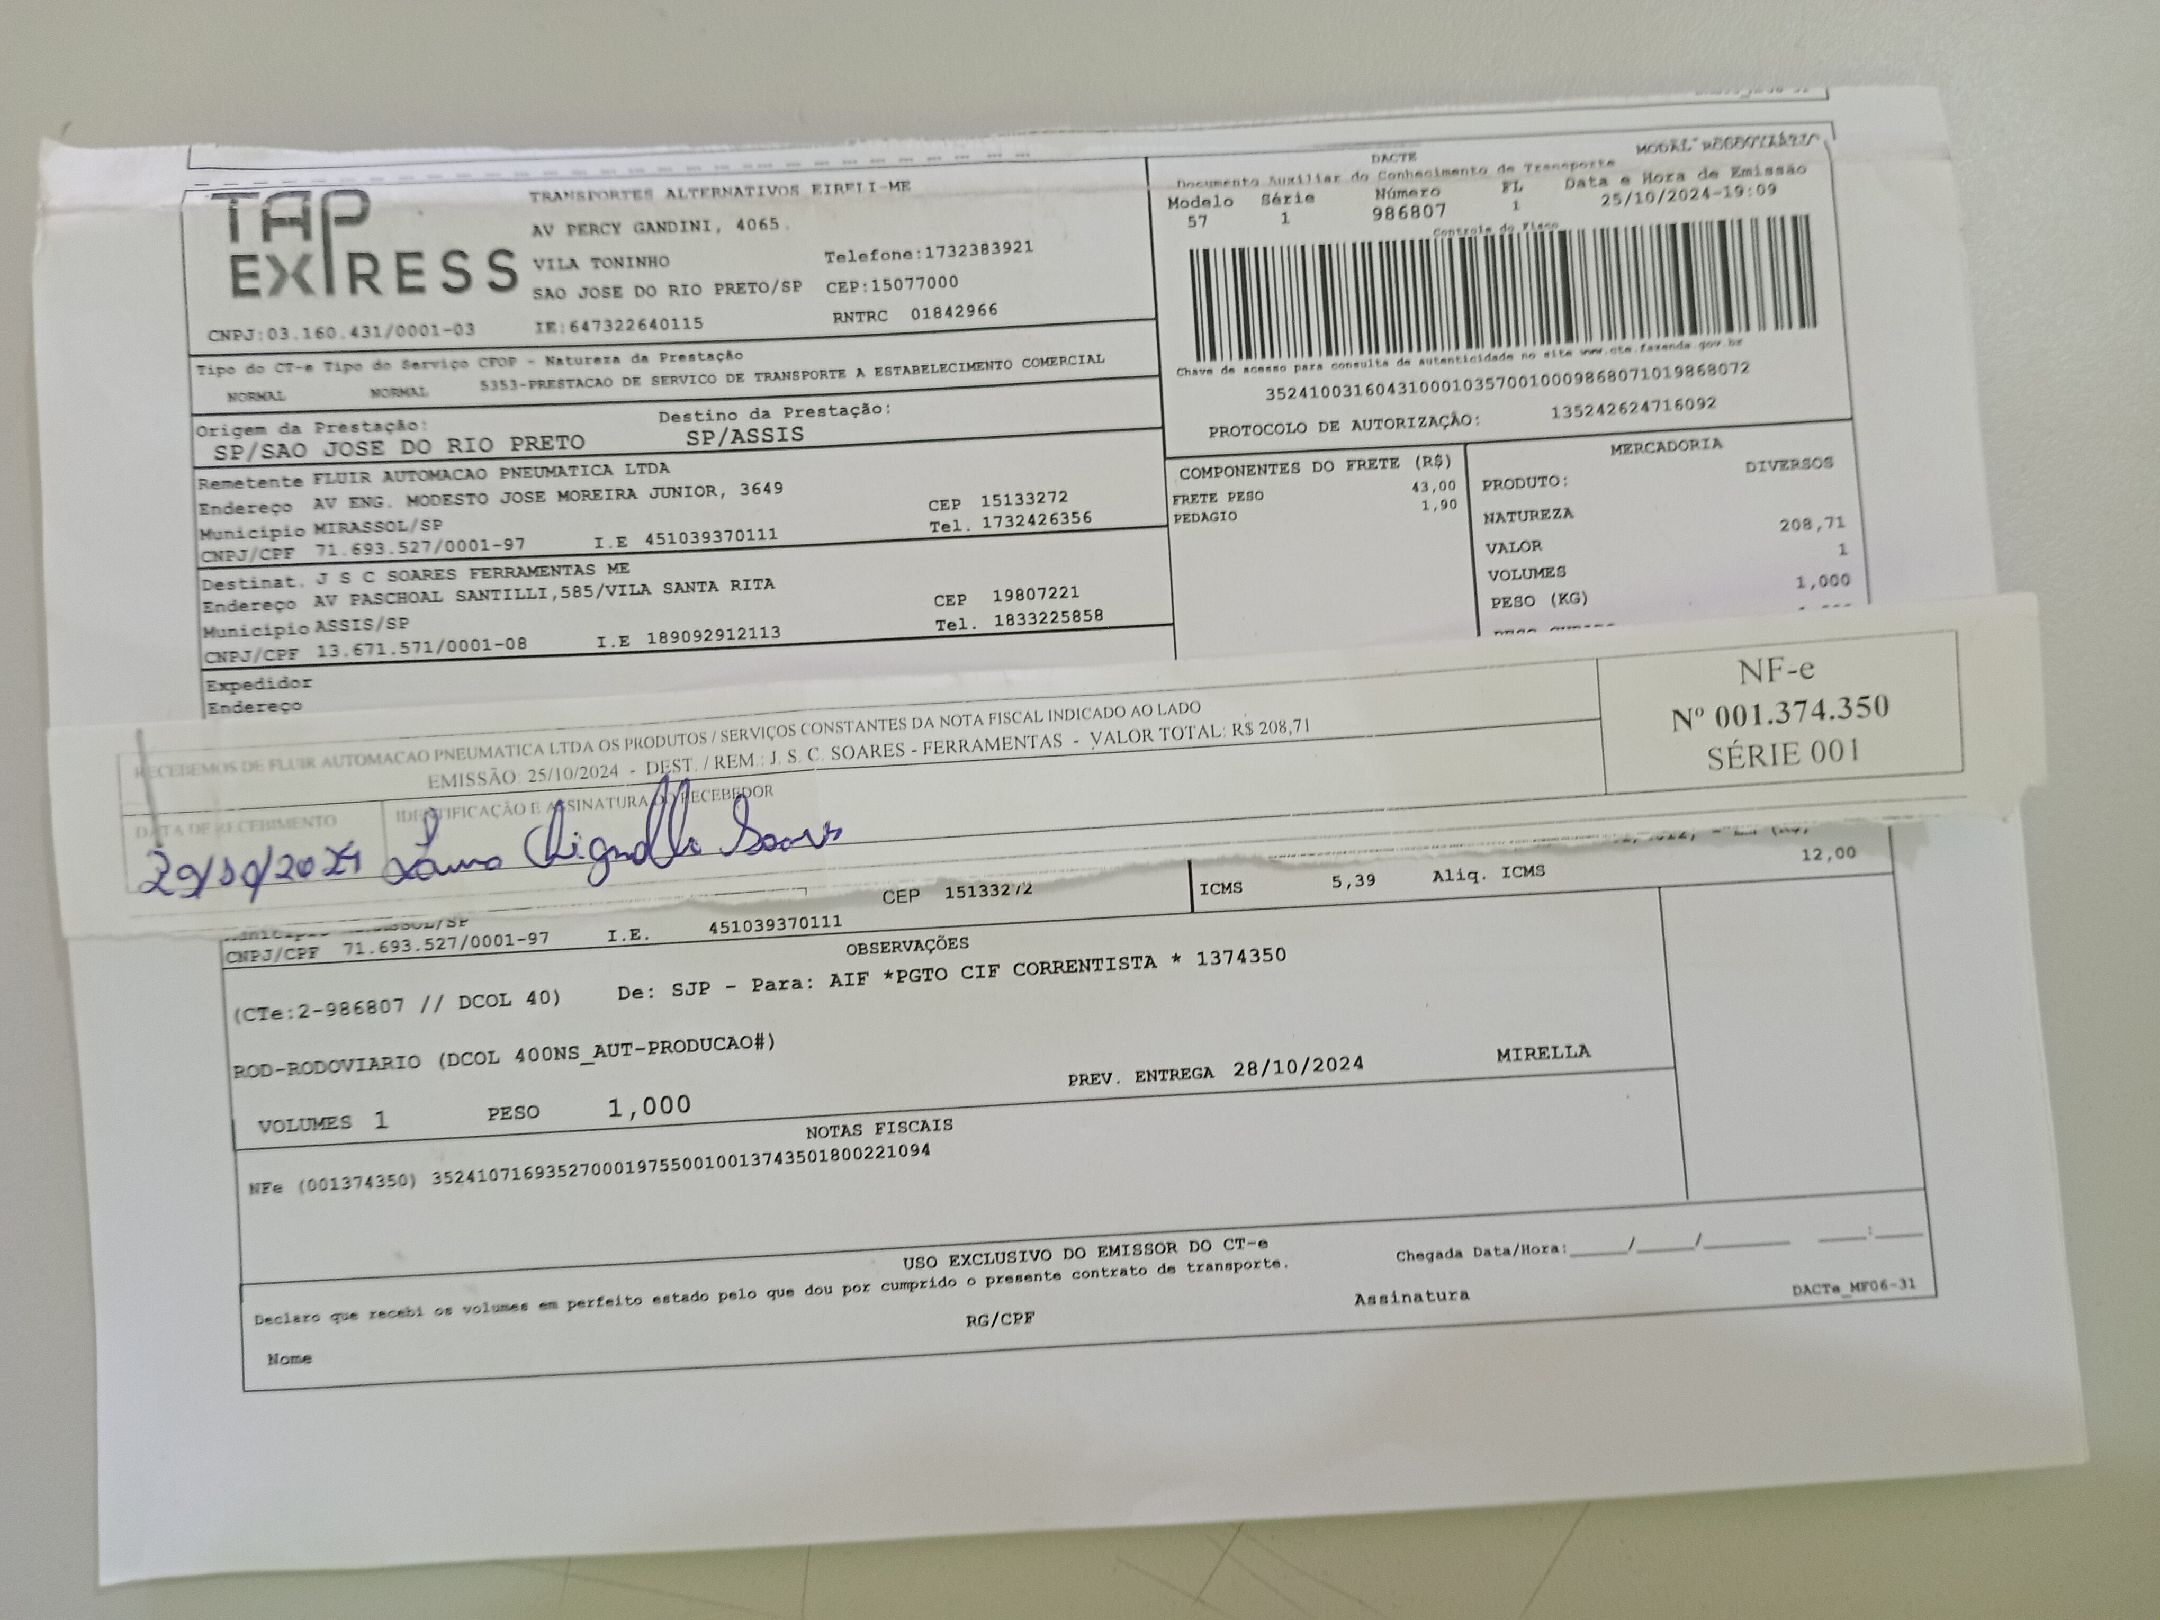 TAP EXPRESS
TRANSPORTES ALTERNATIVOS EIRELI-ME
AV PERCY GANDINI, 4065.
VILA TONINHO Telefone:1732383921
SAO JOSE DO RIO PRETO/SP CEP:15077000
CNPJ:03.160.431/0001-03 IE:647322640115 RNTRC 01842966
DACTE MODAL RODOVIÁRIO
Documento Auxiliar do Conhecimento de Transporte
Modelo Série Número FL Data e Hora de Emissão
57 1 986807 1 25/10/2024-19:09
Controle do Fisco
Chave de acesso para consulta de autenticidade no site www.cte.fazenda.gov.br
35241003160431000103570010009868071019868072
PROTOCOLO DE AUTORIZAÇÃO: 135242624716092
Tipo do CT-e Tipo do Serviço CFOP - Natureza da Prestação
NORMAL NORMAL 5353-PRESTACAO DE SERVICO DE TRANSPORTE A ESTABELECIMENTO COMERCIAL
Origem da Prestação: Destino da Prestação:
SP/SAO JOSE DO RIO PRETO SP/ASSIS
Remetente FLUIR AUTOMACAO PNEUMATICA LTDA
Endereço AV ENG. MODESTO JOSE MOREIRA JUNIOR, 3649 CEP 15133272
Municipio MIRASSOL/SP Tel. 1732426356
CNPJ/CPF 71.693.527/0001-97 I.E 451039370111
Destinat. J S C SOARES FERRAMENTAS ME
Endereço AV PASCHOAL SANTILLI,585/VILA SANTA RITA CEP 19807221
Municipio ASSIS/SP Tel. 1833225858
CNPJ/CPF 13.671.571/0001-08 I.E 189092912113
Expedidor
Endereço
COMPONENTES DO FRETE (R$)
FRETE PESO 43,00
PEDAGIO 1,90
MERCADORIA
PRODUTO: DIVERSOS
NATUREZA
VALOR 208,71
VOLUMES 1
PESO (KG) 1,000
RECEBEMOS DE FLUIR AUTOMACAO PNEUMATICA LTDA OS PRODUTOS / SERVIÇOS CONSTANTES DA NOTA FISCAL INDICADO AO LADO
EMISSÃO: 25/10/2024 - DEST. / REM.: J. S. C. SOARES - FERRAMENTAS - VALOR TOTAL: R$ 208,71
DATA DE RECEBIMENTO IDENTIFICAÇÃO E ASSINATURA DO RECEBEDOR
29/10/2024 Soares
NF-e
Nº 001.374.350
SÉRIE 001
CEP 15133272
ICMS 5,39 Aliq. ICMS 12,00
CNPJ/CPF 71.693.527/0001-97 I.E. 451039370111
OBSERVAÇÕES
(CTe:2-986807 // DCOL 40) De: SJP - Para: AIF *PGTO CIF CORRENTISTA * 1374350
ROD-RODOVIARIO (DCOL 400NS_AUT-PRODUCAO#)
PREV. ENTREGA 28/10/2024 MIRELLA
VOLUMES 1 PESO 1,000
NOTAS FISCAIS
NFe (001374350) 35241071693527000197550010013743501800221094
USO EXCLUSIVO DO EMISSOR DO CT-e
Declaro que recebi os volumes em perfeito estado pelo que dou por cumprido o presente contrato de transporte.
Chegada Data/Hora:_____/_____/_______ ____:____
Nome RG/CPF Assinatura
DACTe_MF06-31